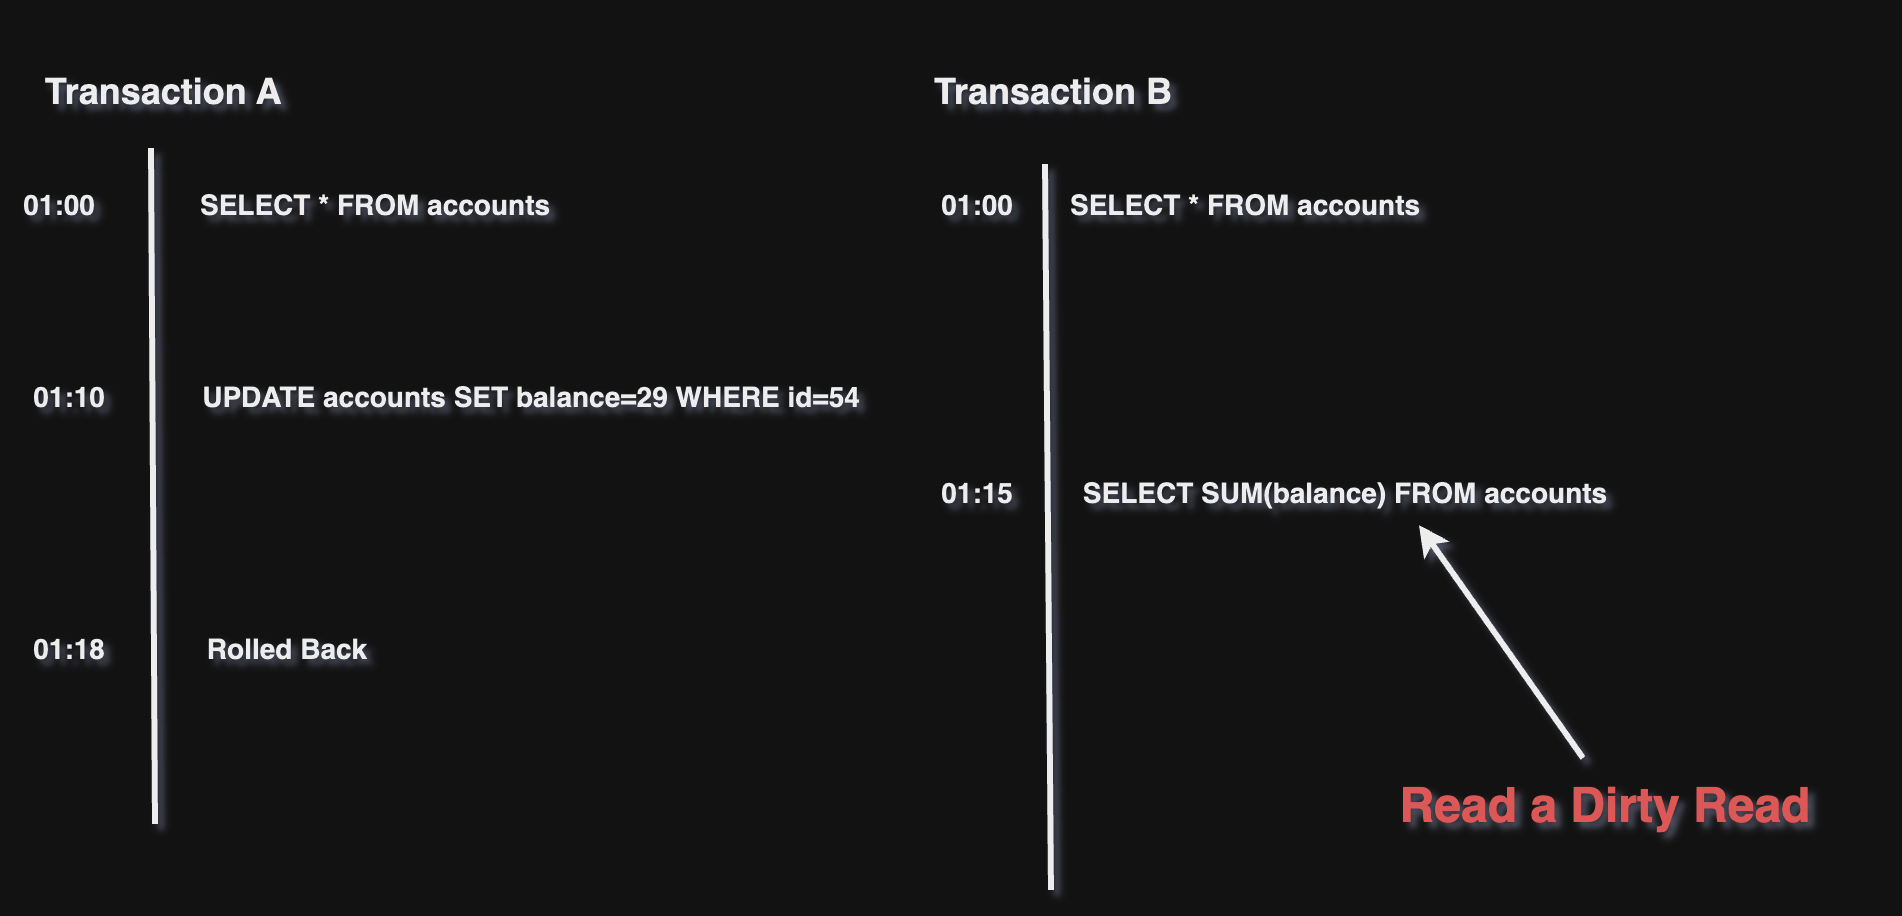 Transaction A
01:00 SELECT * FROM accounts
01:10 UPDATE accounts SET balance=29 WHERE id=54
01:18 Rolled Back
Transaction B
01:00 SELECT * FROM accounts
01:15 SELECT SUM(balance) FROM accounts
Read a Dirty Read